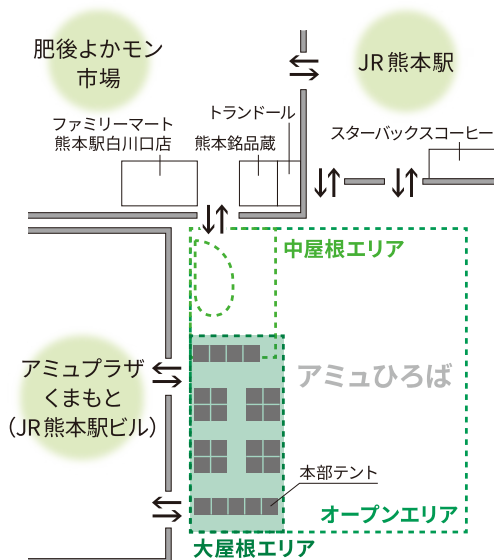 肥後よかモン
市場
JR熊本駅
トランドール
ファミリーマート
熊本駅白川口店
熊本銘品蔵
スターバックスコーヒー
中屋根エリア
アミュプラザ
くまもと
（JR熊本駅ビル）
アミュひろば
本部テント
オープンエリア
大屋根エリア